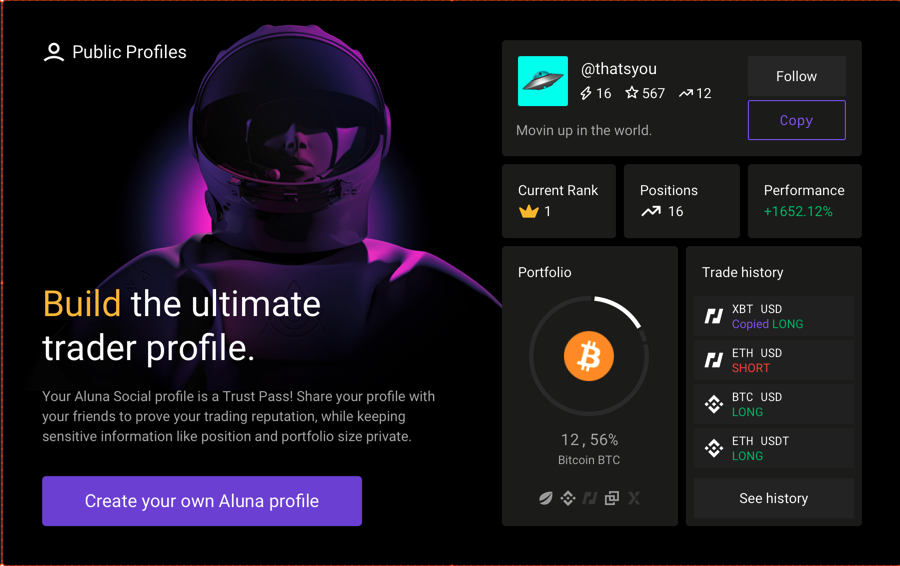 Public Profiles
Build the ultimate
trader profile.
Your Aluna Social profile is a Trust Pass! Share your profile with
your friends to prove your trading reputation, while keeping
sensitive information like position and portfolio size private.
Create your own Aluna profile
@thatsyou
16 567 12
Movin up in the world.
Follow
Copy
Current Rank
1
Positions
16
Performance
+1652.12%
Portfolio
12,56%
Bitcoin BTC
Trade history
XBT USD
Copied LONG
ETH USD
SHORT
BTC USD
LONG
ETH USDT
LONG
See history